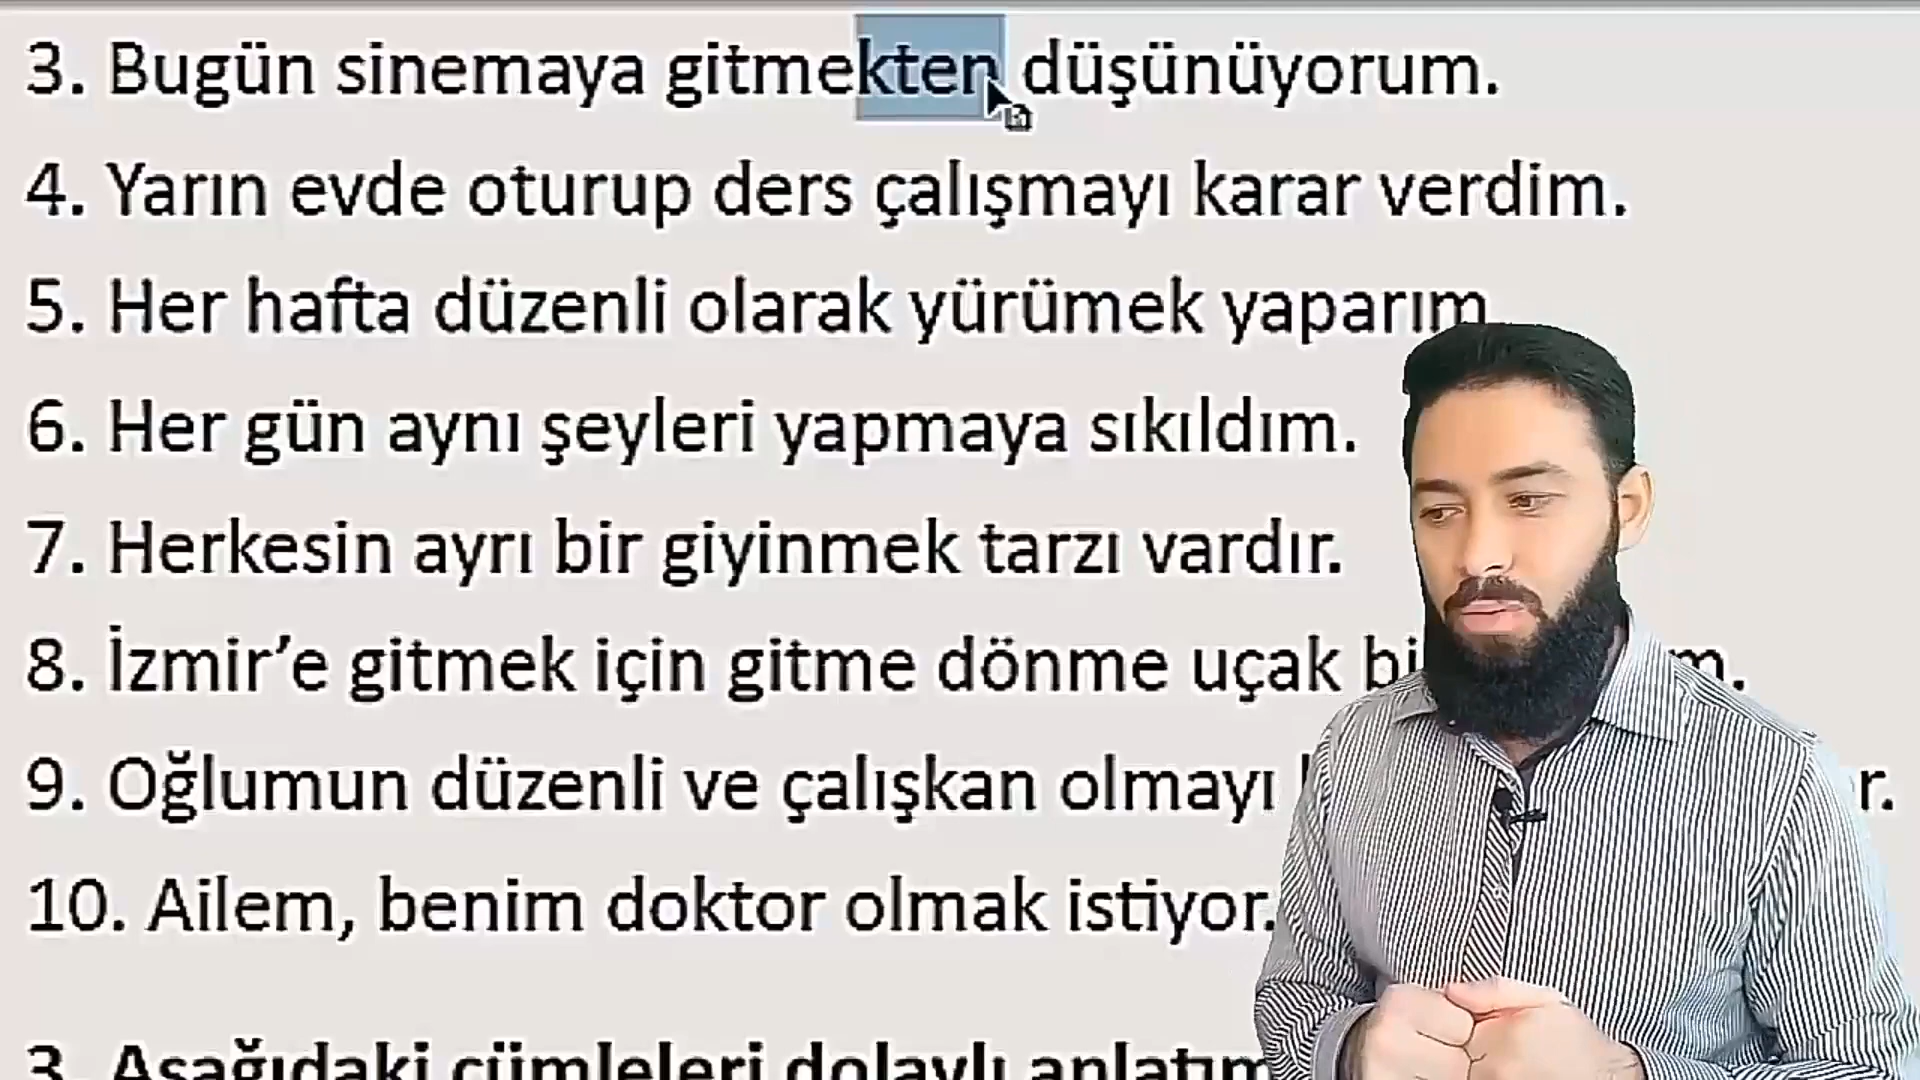 3. Bugün sinemaya gitmekten düşünüyorum.
4. Yarın evde oturup ders çalışmayı karar verdim.
5. Her hafta düzenli olarak yürümek yaparım.
6. Her gün aynı şeyleri yapmaya sıkıldım.
7. Herkesin ayrı bir giyinmek tarzı vardır.
8. İzmir’e gitmek için gitme dönme uçak
9. Oğlumun düzenli ve çalışkan olmayı
10. Ailem, benim doktor olmak istiyor.
3. Aşağıdaki cümleleri dolaylı anlatım